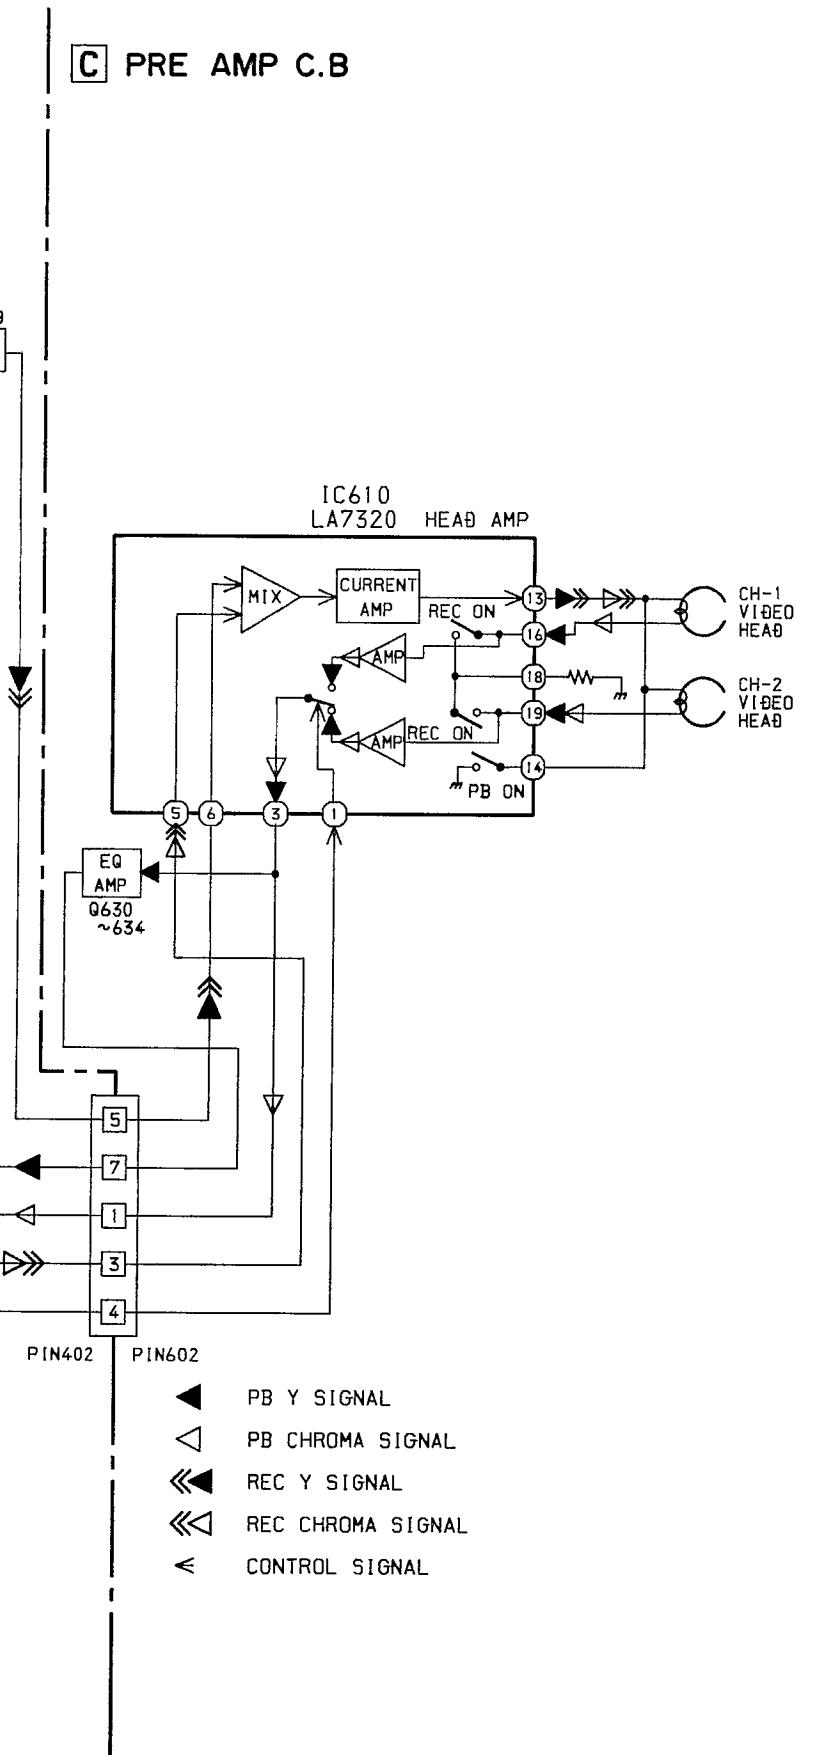 C PRE AMP C.B
IC610
LA7320 HEAD AMP
MIX
CURRENT
AMP
REC ON
AMP
AMP
REC ON
PB ON
13
16
18
19
14
CH-1
VIDEO
HEAD
CH-2
VIDEO
HEAD
5
6
3
1
EQ
AMP
Q630
~634
5
7
1
3
4
PIN402
PIN602
PB Y SIGNAL
PB CHROMA SIGNAL
REC Y SIGNAL
REC CHROMA SIGNAL
CONTROL SIGNAL